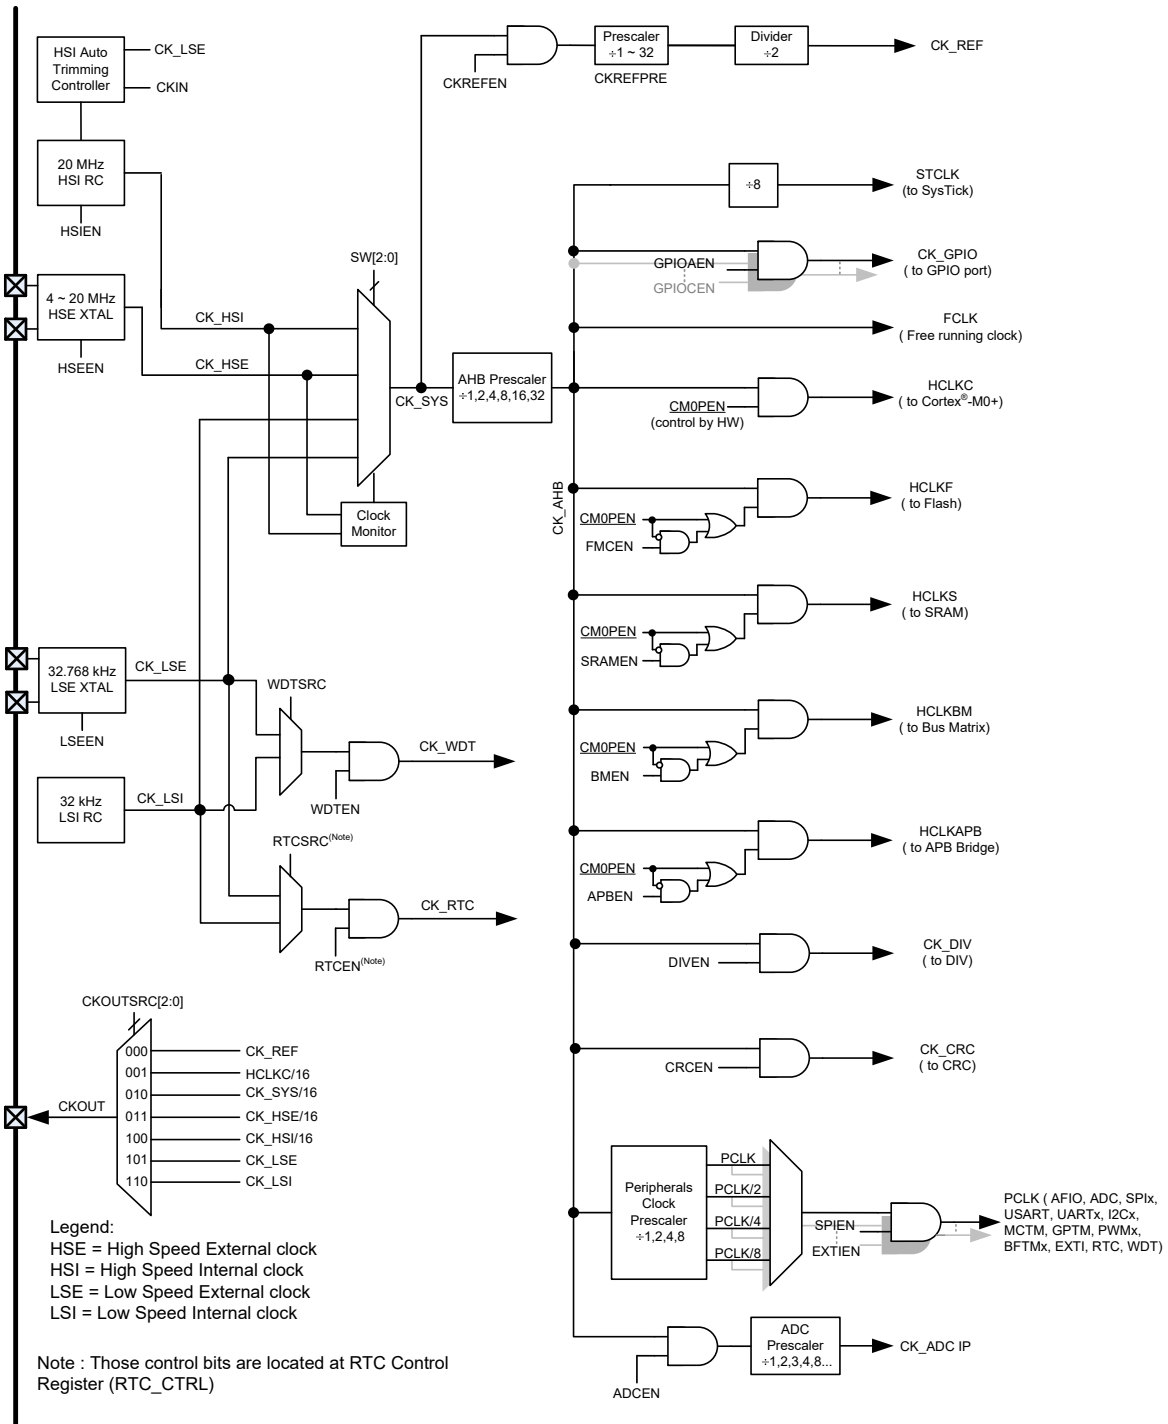 HSI Auto
Trimming
Controller
CK_LSE
CKIN
20 MHz
HSI RC
HSIEN
4 ~ 20 MHz
HSE XTAL
HSEEN
CK_HSI
CK_HSE
SW[2:0]
CK_SYS
Clock
Monitor
AHB Prescaler
÷1,2,4,8,16,32
CKREFEN
Prescaler
÷1 ~ 32
CKREFPRE
Divider
÷2
CK_REF
÷8
STCLK
(to SysTick)
GPIOAEN
GPIOCEN
CK_GPIO
( to GPIO port)
FCLK
( Free running clock)
CM0PEN
(control by HW)
HCLKC
( to Cortex®-M0+)
CK_AHB
CM0PEN
FMCEN
HCLKF
( to Flash)
CM0PEN
SRAMEN
HCLKS
( to SRAM)
CM0PEN
BMEN
HCLKBM
( to Bus Matrix)
CM0PEN
APBEN
HCLKAPB
( to APB Bridge)
DIVEN
CK_DIV
( to DIV)
CRCEN
CK_CRC
( to CRC)
32.768 kHz
LSE XTAL
LSEEN
CK_LSE
32 kHz
LSI RC
CK_LSI
WDTSRC
WDTEN
CK_WDT
RTCSRC(Note)
RTCEN(Note)
CK_RTC
CKOUTSRC[2:0]
CKOUT
000 CK_REF
001 HCLKC/16
010 CK_SYS/16
011 CK_HSE/16
100 CK_HSI/16
101 CK_LSE
110 CK_LSI
Peripherals
Clock
Prescaler
÷1,2,4,8
PCLK
PCLK/2
PCLK/4
PCLK/8
SPIEN
EXTIEN
PCLK ( AFIO, ADC, SPIx,
USART, UARTx, I2Cx,
MCTM, GPTM, PWMx,
BFTMx, EXTI, RTC, WDT)
ADCEN
ADC
Prescaler
÷1,2,3,4,8...
CK_ADC IP
Legend:
HSE = High Speed External clock
HSI = High Speed Internal clock
LSE = Low Speed External clock
LSI = Low Speed Internal clock
Note : Those control bits are located at RTC Control
Register (RTC_CTRL)